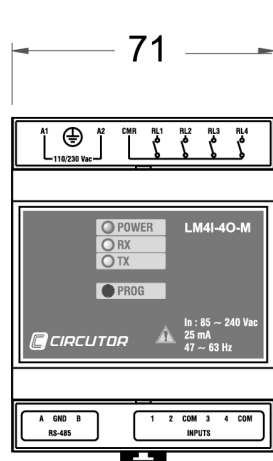 71
A1 A2 CMR RL1 RL2 RL3 RL4
110/230 Vac
POWER LM4I-4O-M
RX
TX
PROG
In : 85 ~ 240 Vac
25 mA
47 ~ 63 Hz
CIRCUTOR
A GND B 1 2 COM 3 4 COM
RS-485 INPUTS